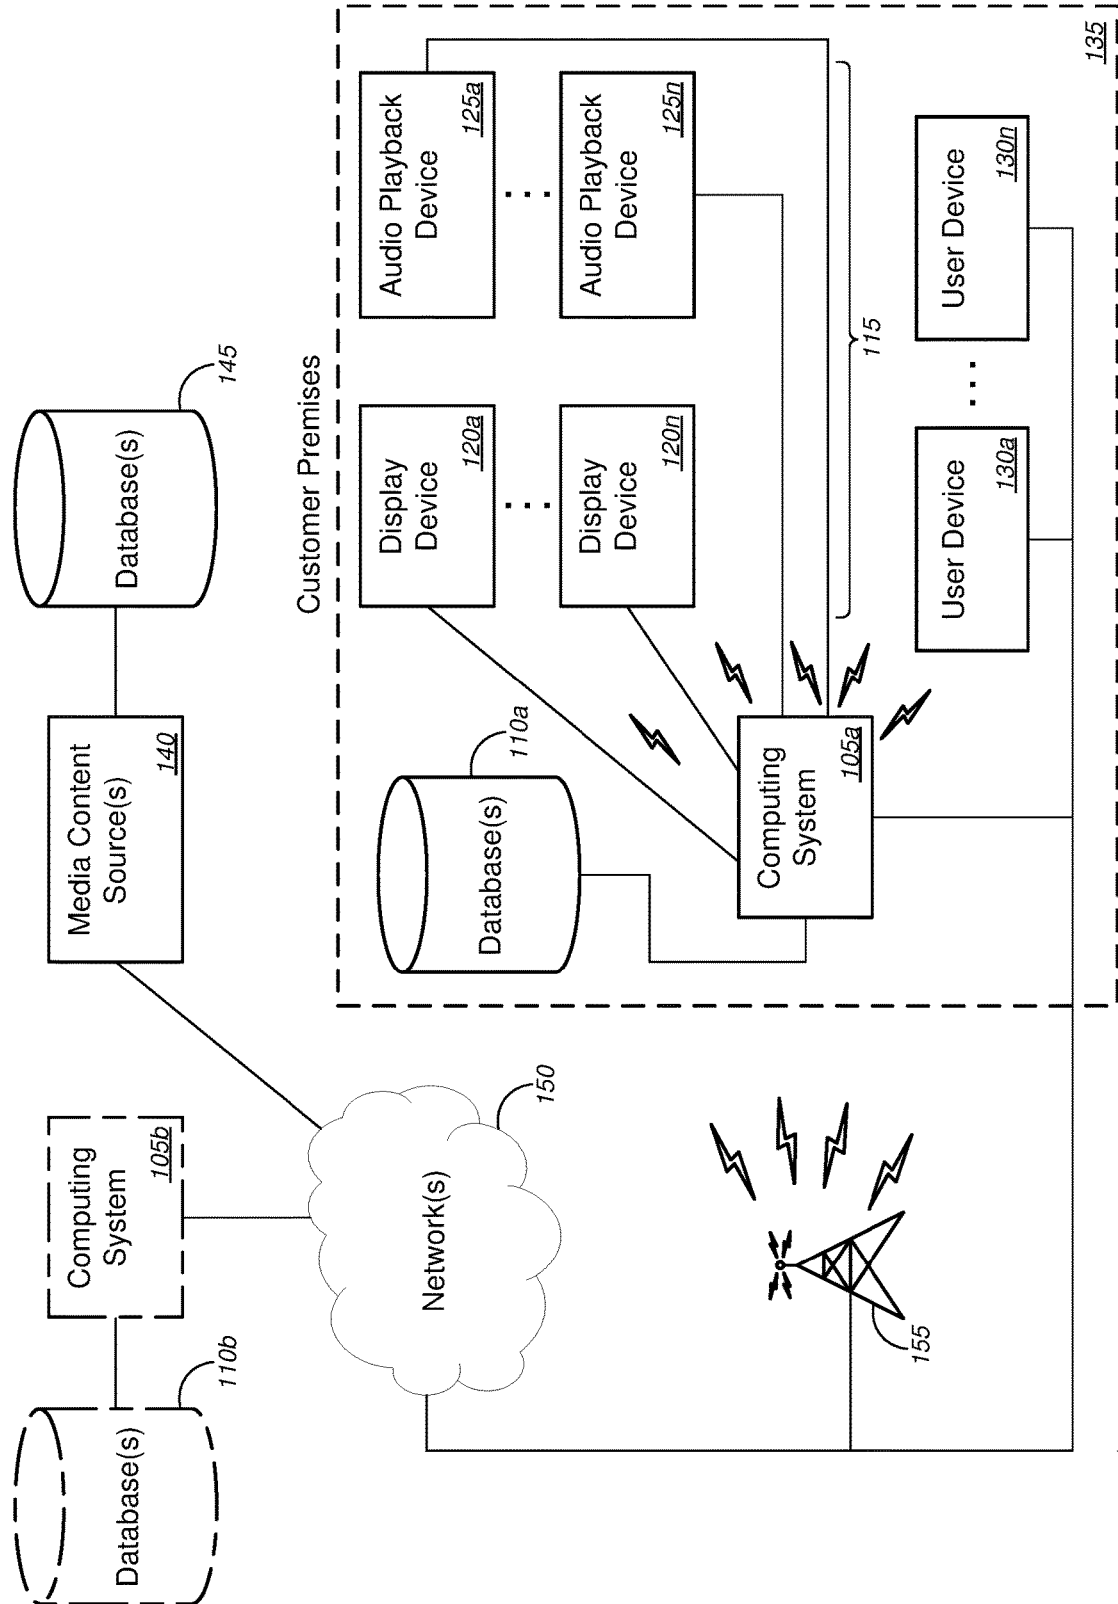 Database(s)
110b
Computing
System
105b
Media Content
Source(s)
140
Database(s)
145
Network(s)
150
155
Customer Premises
Database(s)
110a
Computing
System
105a
Display
Device
120a
Display
Device
120n
Audio Playback
Device
125a
Audio Playback
Device
125n
115
User Device
130a
User Device
130n
135